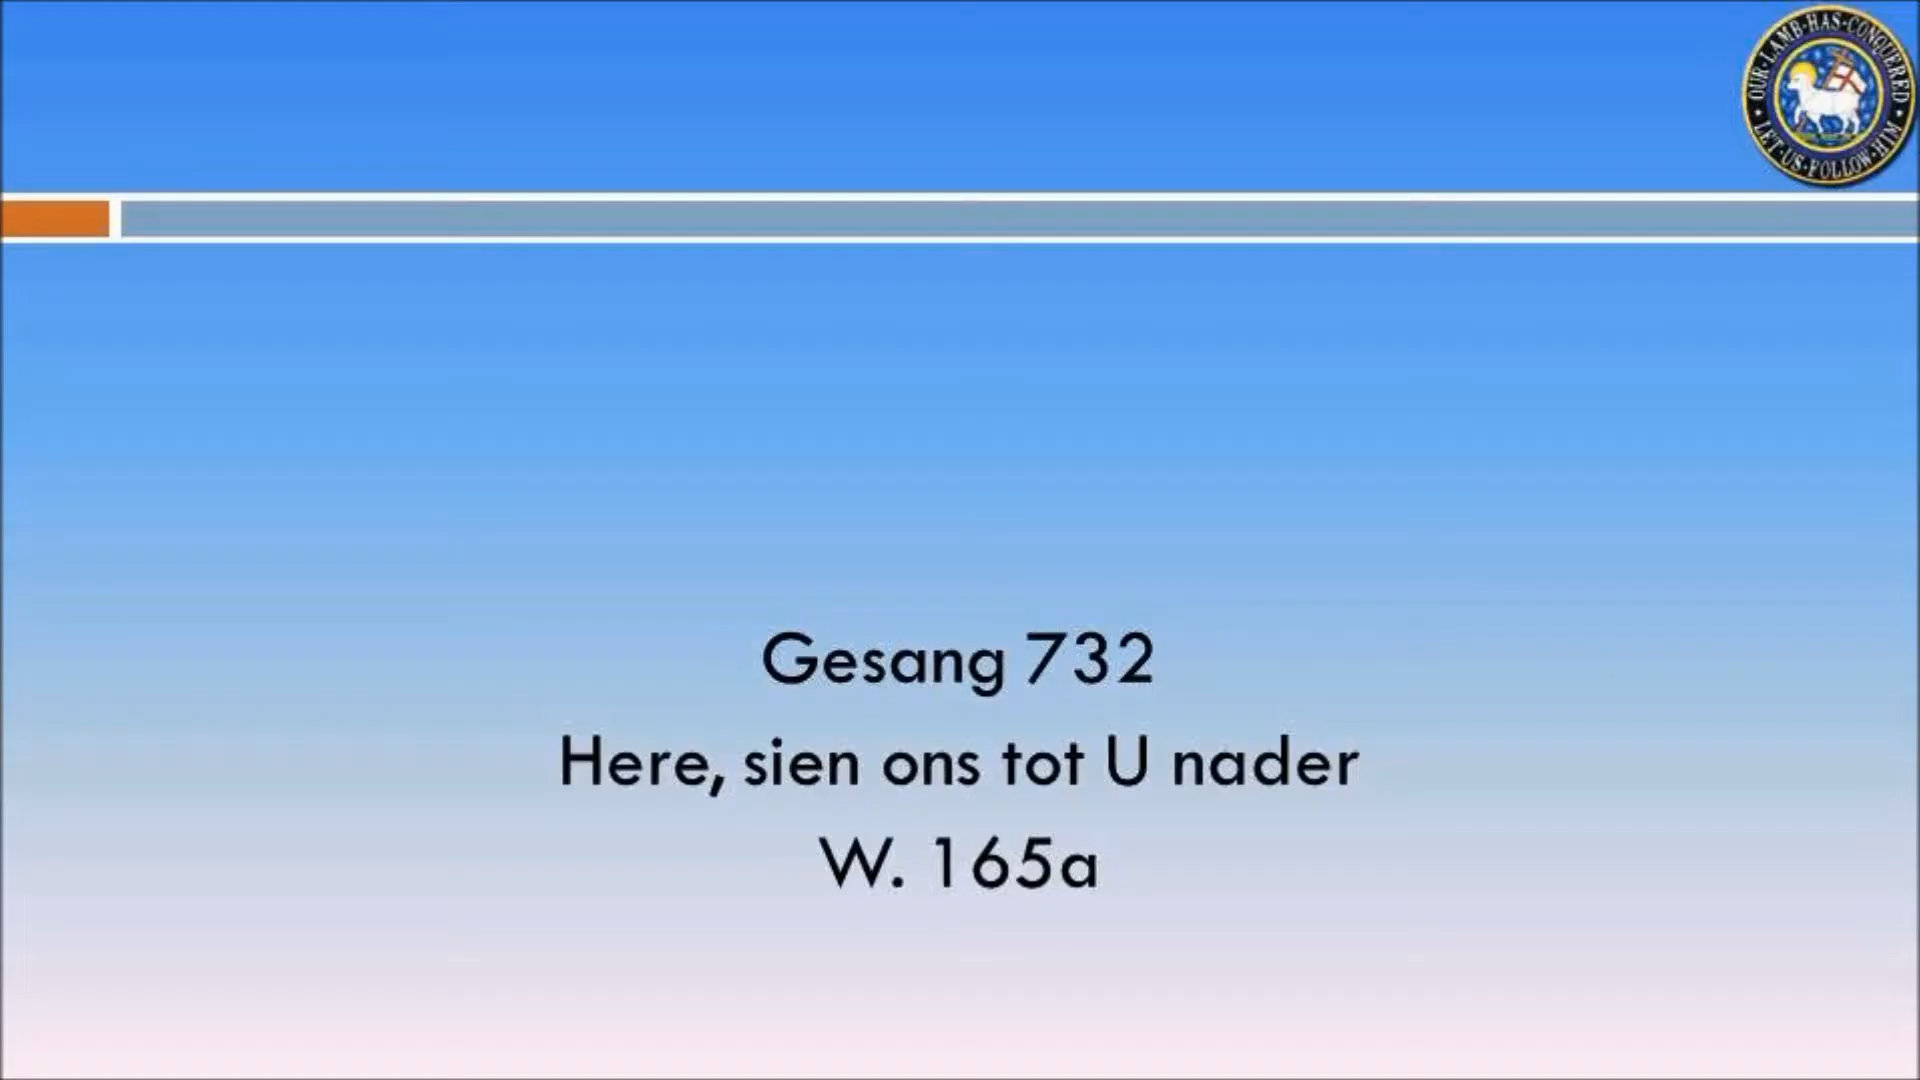 OUR · LAMB · HAS · CONQUERED
LET · US · FOLLOW · HIM
Gesang 732
Here, sien ons tot U nader
W. 165a